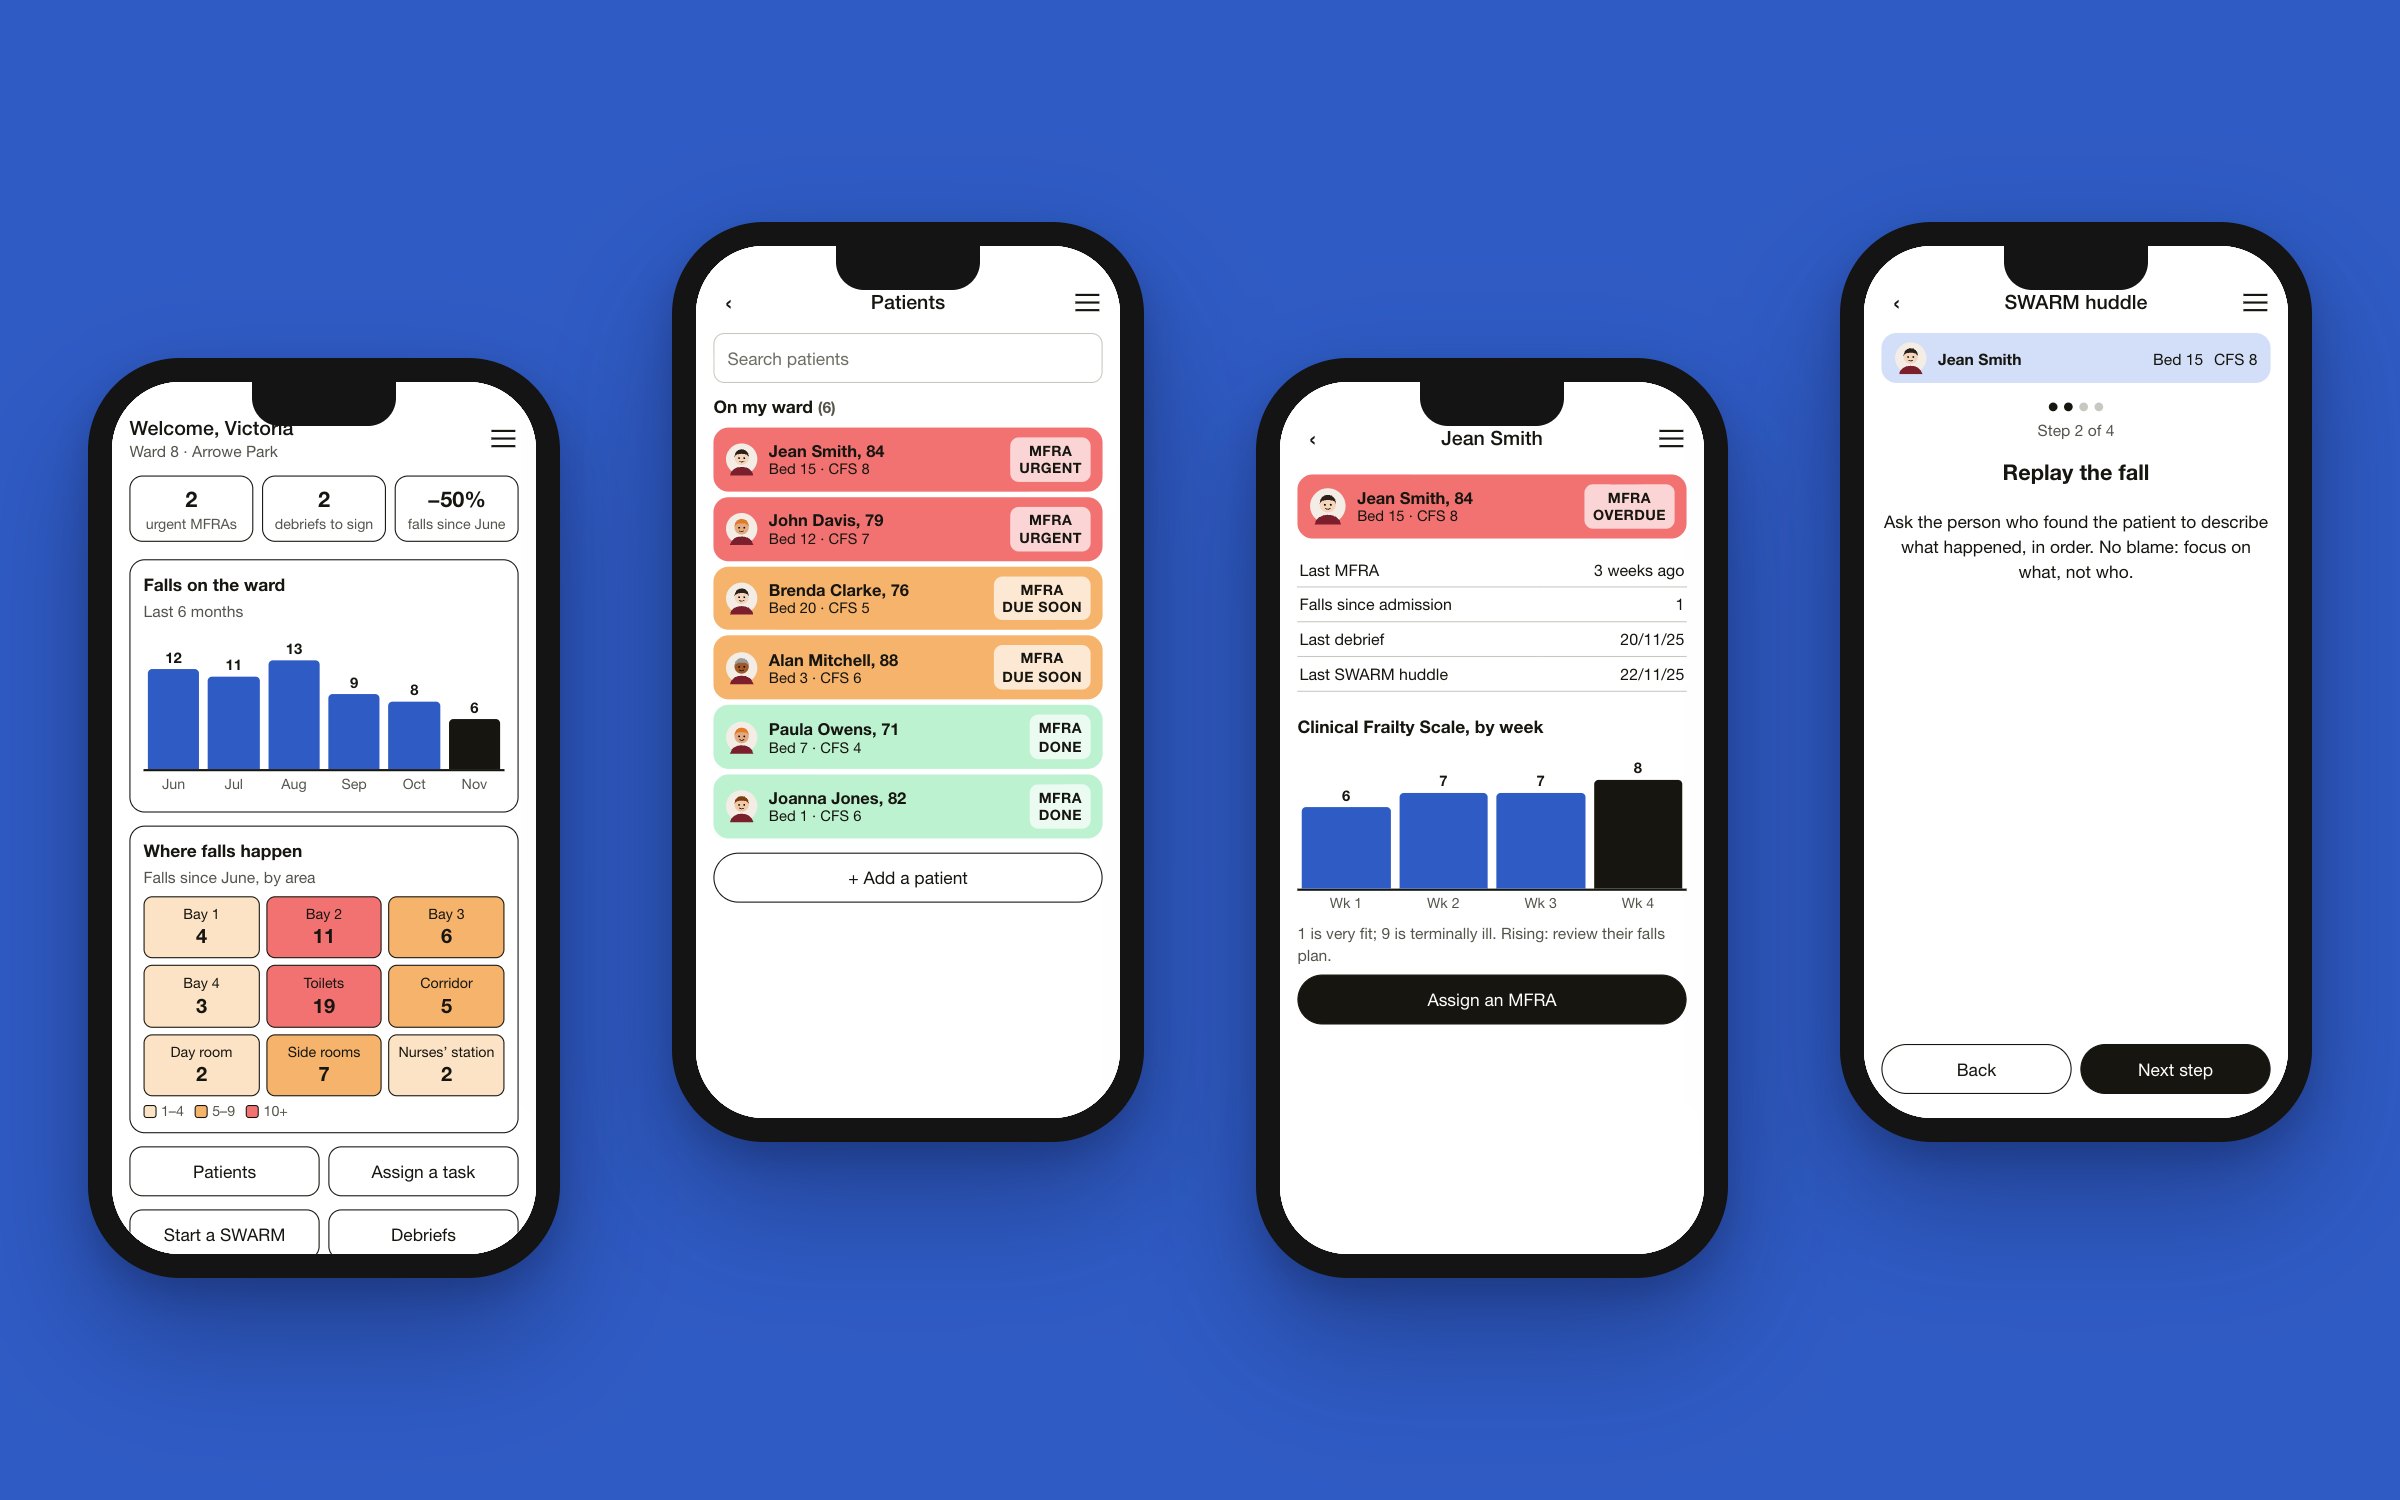 Welcome, Victoria
Ward 8 · Arrowe Park
2
urgent MFRAs
2
debriefs to sign
–50%
falls since June
Falls on the ward
Last 6 months
12
11
13
9
8
6
Jun
Jul
Aug
Sep
Oct
Nov
Where falls happen
Falls since June, by area
Bay 1
4
Bay 2
11
Bay 3
6
Bay 4
3
Toilets
19
Corridor
5
Day room
2
Side rooms
7
Nurses’ station
2
1–4
5–9
10+
Patients
Assign a task
Start a SWARM
Debriefs
‹
Patients
Search patients
On my ward (6)
Jean Smith, 84
Bed 15 · CFS 8
MFRA
URGENT
John Davis, 79
Bed 12 · CFS 7
MFRA
URGENT
Brenda Clarke, 76
Bed 20 · CFS 5
MFRA
DUE SOON
Alan Mitchell, 88
Bed 3 · CFS 6
MFRA
DUE SOON
Paula Owens, 71
Bed 7 · CFS 4
MFRA
DONE
Joanna Jones, 82
Bed 1 · CFS 6
MFRA
DONE
+ Add a patient
‹
Jean Smith
Jean Smith, 84
Bed 15 · CFS 8
MFRA
OVERDUE
Last MFRA 3 weeks ago
Falls since admission 1
Last debrief 20/11/25
Last SWARM huddle 22/11/25
Clinical Frailty Scale, by week
6
7
7
8
Wk 1
Wk 2
Wk 3
Wk 4
1 is very fit; 9 is terminally ill. Rising: review their falls
plan.
Assign an MFRA
‹
SWARM huddle
Jean Smith Bed 15 CFS 8
Step 2 of 4
Replay the fall
Ask the person who found the patient to describe
what happened, in order. No blame: focus on
what, not who.
Back
Next step